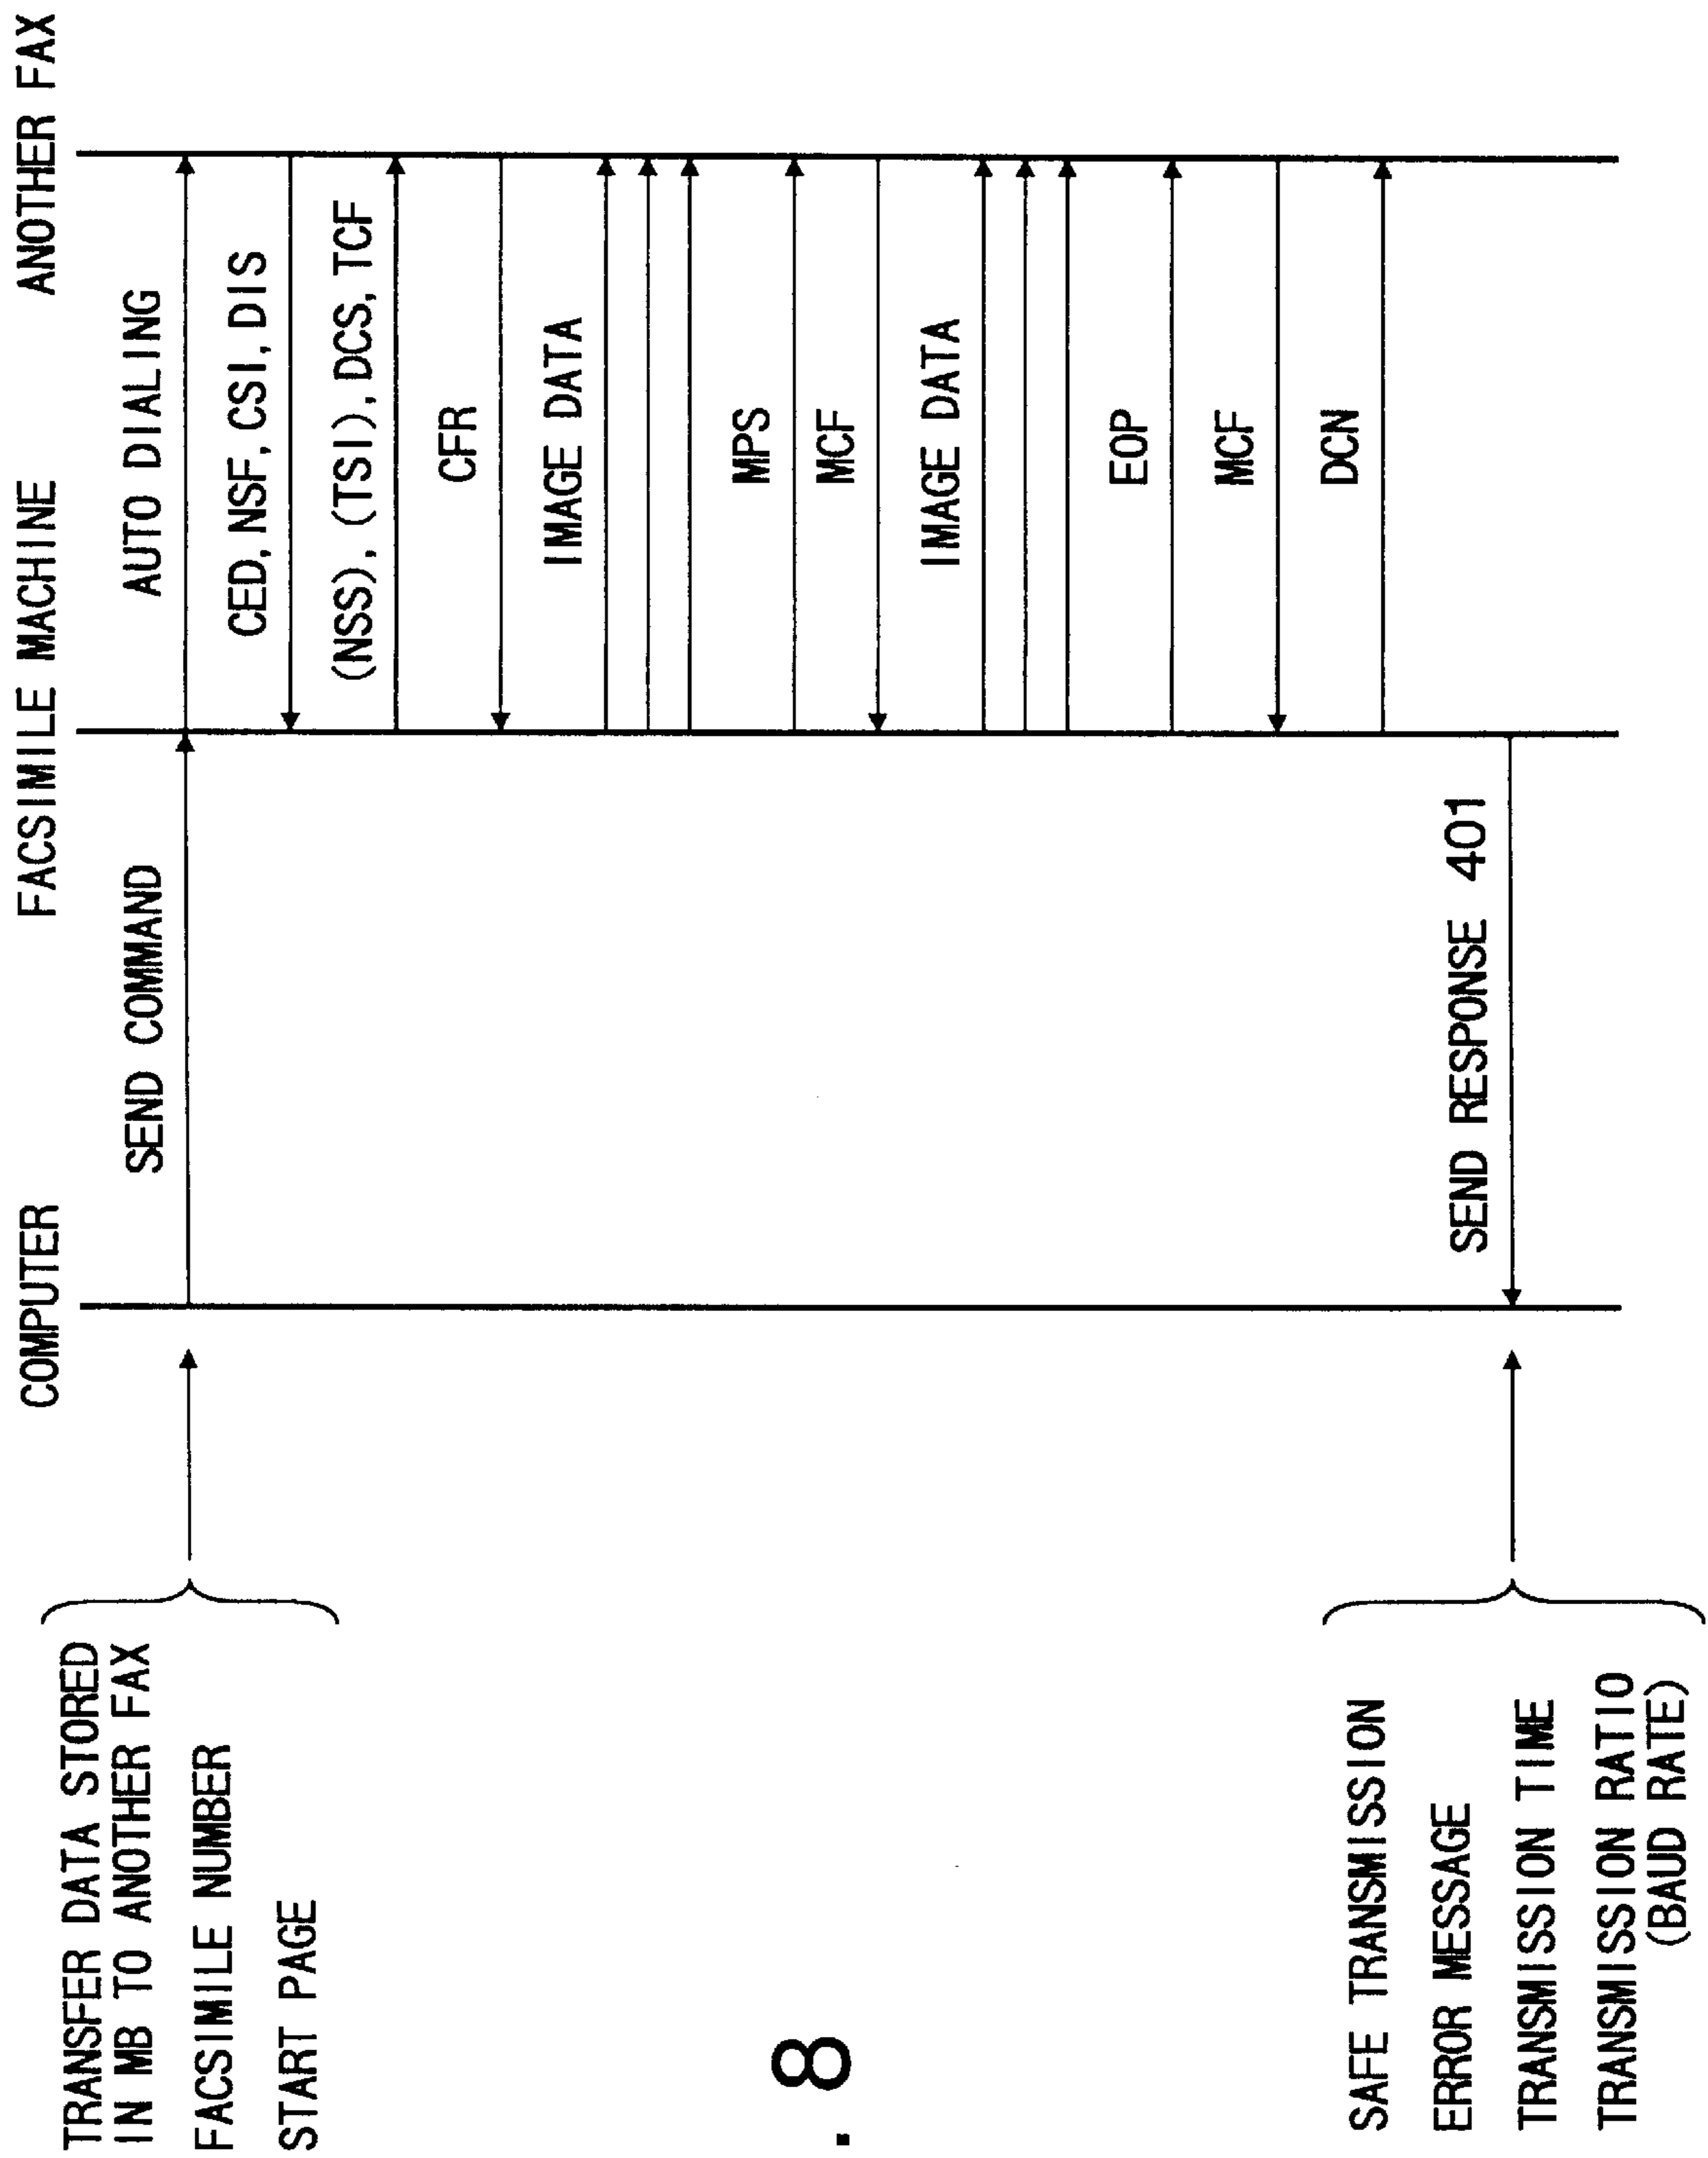 COMPUTER
FACSIMILE MACHINE
ANOTHER FAX
TRANSFER DATA STORED
IN MB TO ANOTHER FAX
FACSIMILE NUMBER
START PAGE
SEND COMMAND
AUTO DIALING
CED, NSF, CSI, DIS
(NSS), (TSI), DCS, TCF
CFR
IMAGE DATA
MPS
MCF
IMAGE DATA
EOP
MCF
DCN
SEND RESPONSE 401
SAFE TRANSMISSION
ERROR MESSAGE
TRANSMISSION TIME
TRANSMISSION RATIO
(BAUD RATE)
. 8